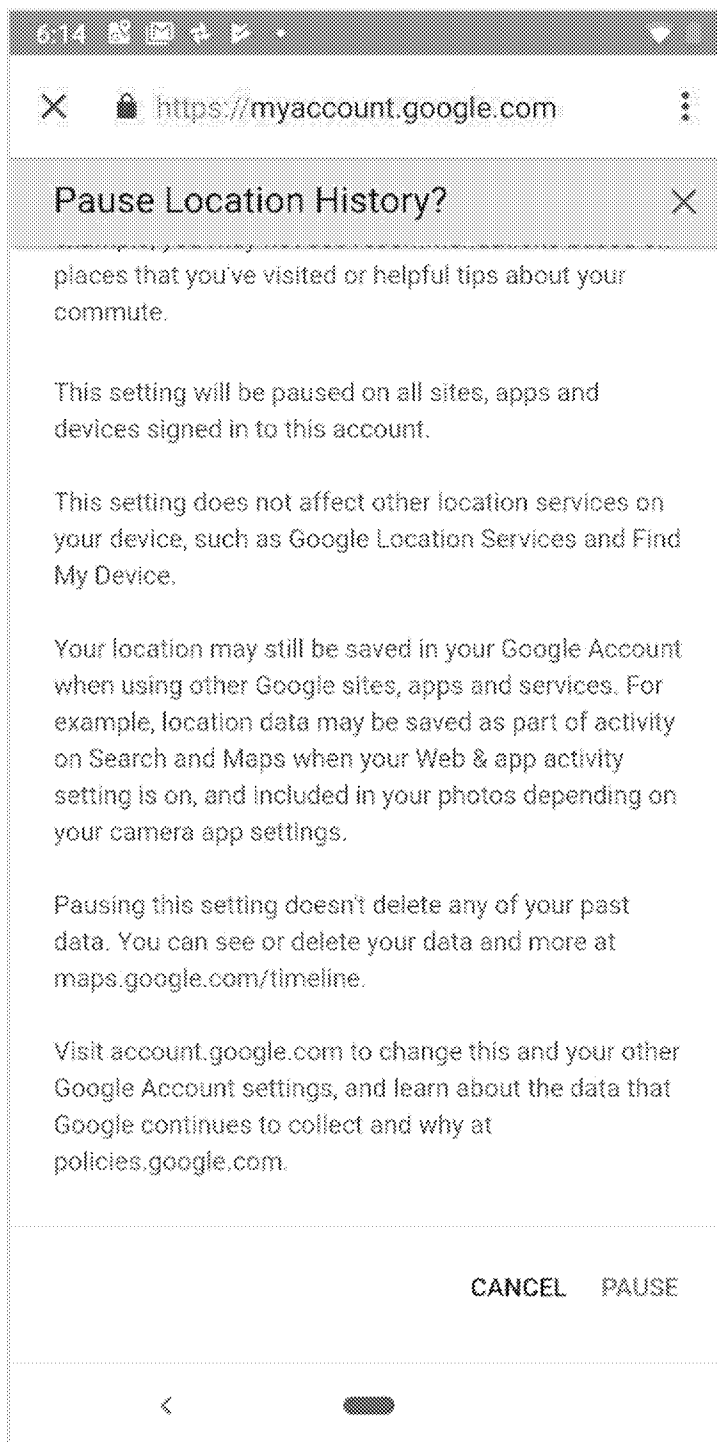 6:14
https://myaccount.google.com
Pause Location History?
places that you've visited or helpful tips about your
commute.
This setting will be paused on all sites, apps and
devices signed in to this account.
This setting does not affect other location services on
your device, such as Google Location Services and Find
My Device.
Your location may still be saved in your Google Account
when using other Google sites, apps and services. For
example, location data may be saved as part of activity
on Search and Maps when your Web & app activity
setting is on, and included in your photos depending on
your camera app settings.
Pausing this setting doesn't delete any of your past
data. You can see or delete your data and more at
maps.google.com/timeline.
Visit account.google.com to change this and your other
Google Account settings, and learn about the data that
Google continues to collect and why at
policies.google.com.
CANCEL PAUSE